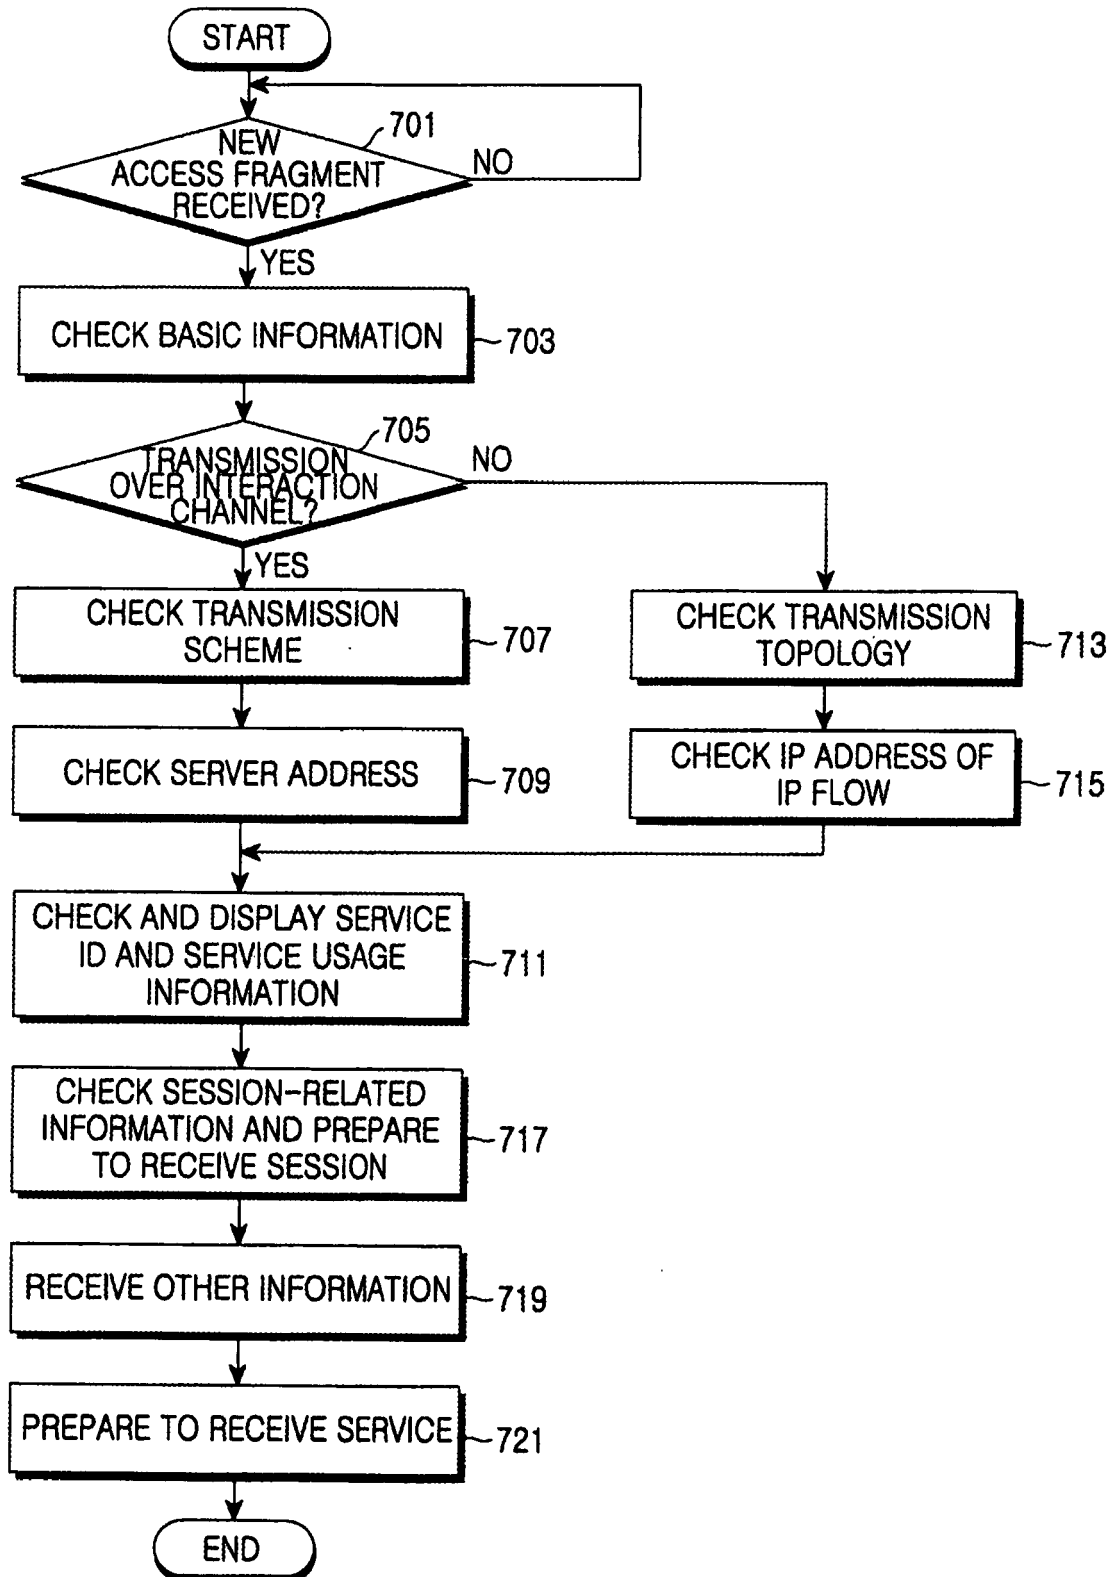 START
NEW
ACCESS FRAGMENT
RECEIVED?
701
NO
YES
CHECK BASIC INFORMATION
703
TRANSMISSION
OVER INTERACTION
CHANNEL?
705
NO
YES
CHECK TRANSMISSION
SCHEME
707
CHECK TRANSMISSION
TOPOLOGY
713
CHECK SERVER ADDRESS
709
CHECK IP ADDRESS OF
IP FLOW
715
CHECK AND DISPLAY SERVICE
ID AND SERVICE USAGE
INFORMATION
711
CHECK SESSION-RELATED
INFORMATION AND PREPARE
TO RECEIVE SESSION
717
RECEIVE OTHER INFORMATION
719
PREPARE TO RECEIVE SERVICE
721
END